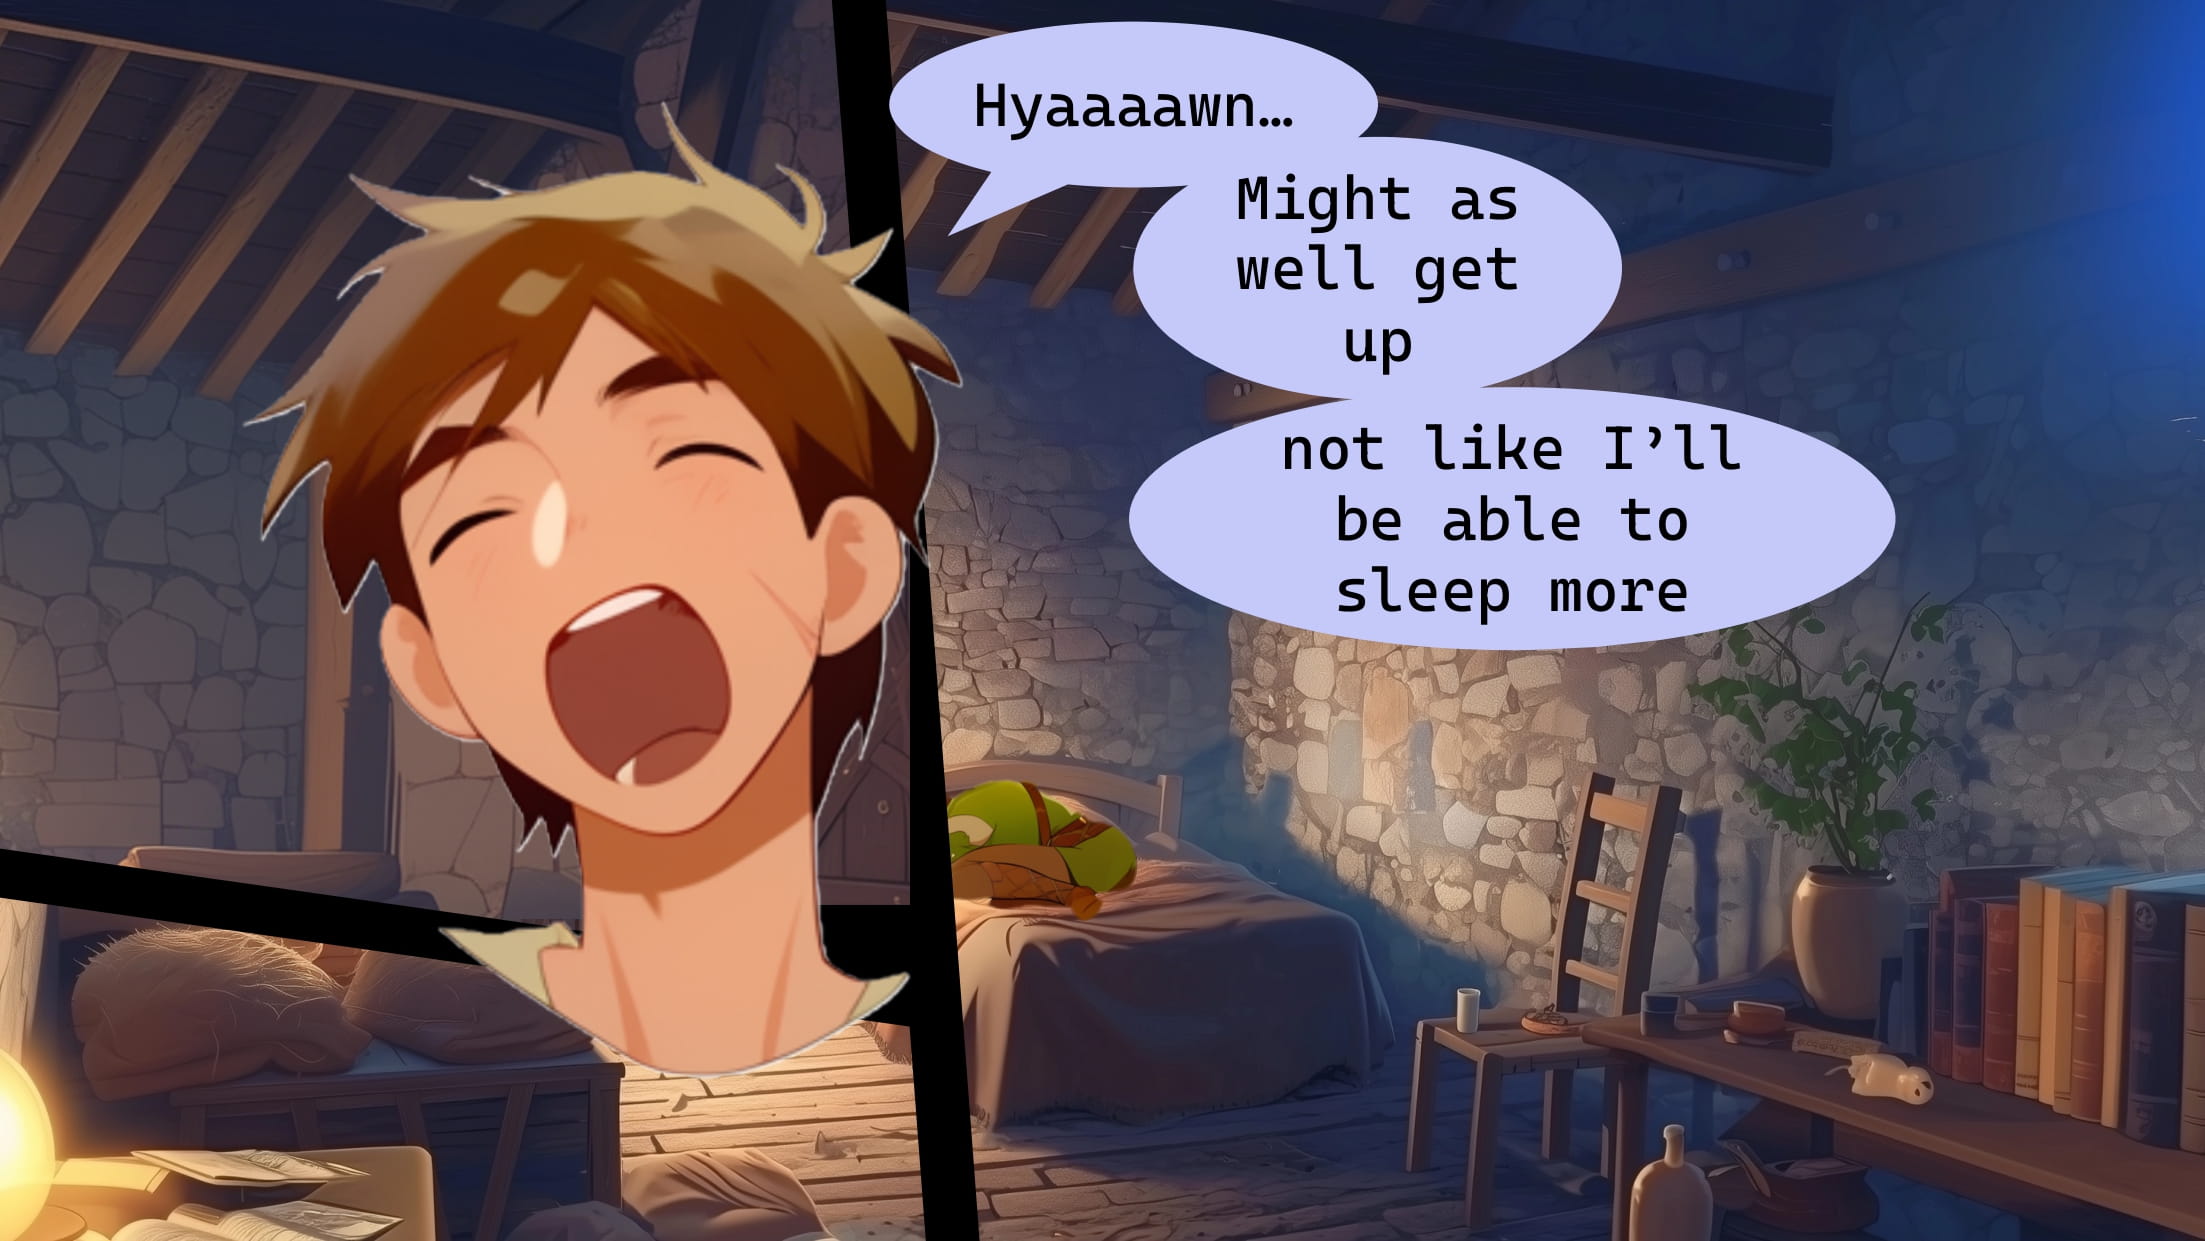 Hyaaaawn…
Might as
well get
up
not like I’ll
be able to
sleep more